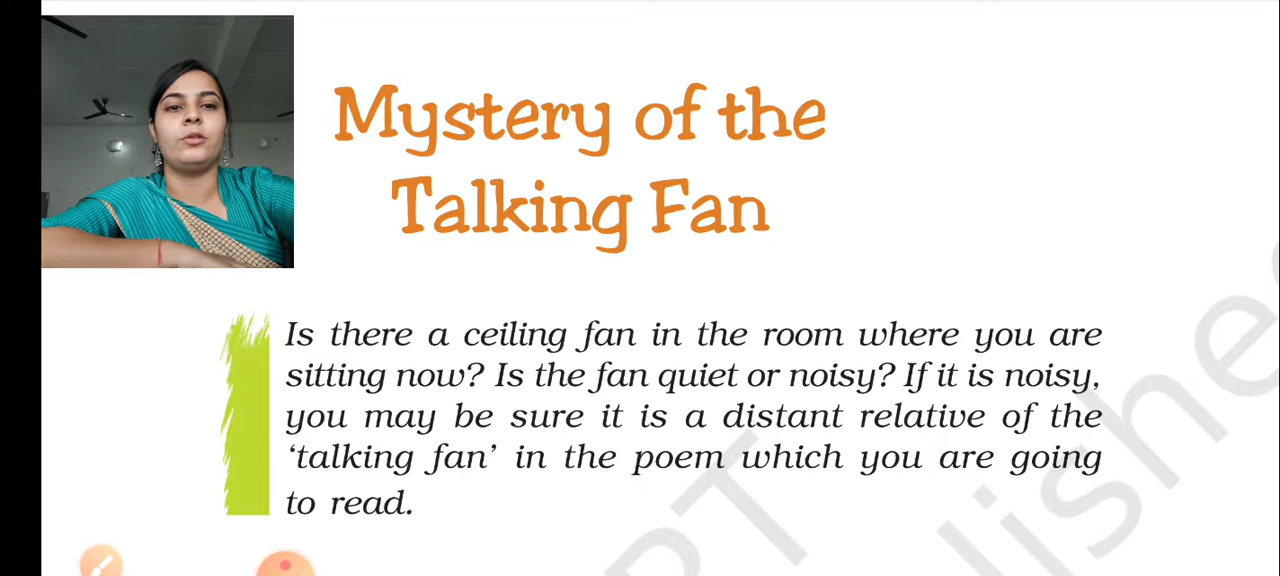 Mystery of the
Talking Fan
Is there a ceiling fan in the room where you are
sitting now? Is the fan quiet or noisy? If it is noisy,
you may be sure it is a distant relative of the
‘talking fan’ in the poem which you are going
to read.